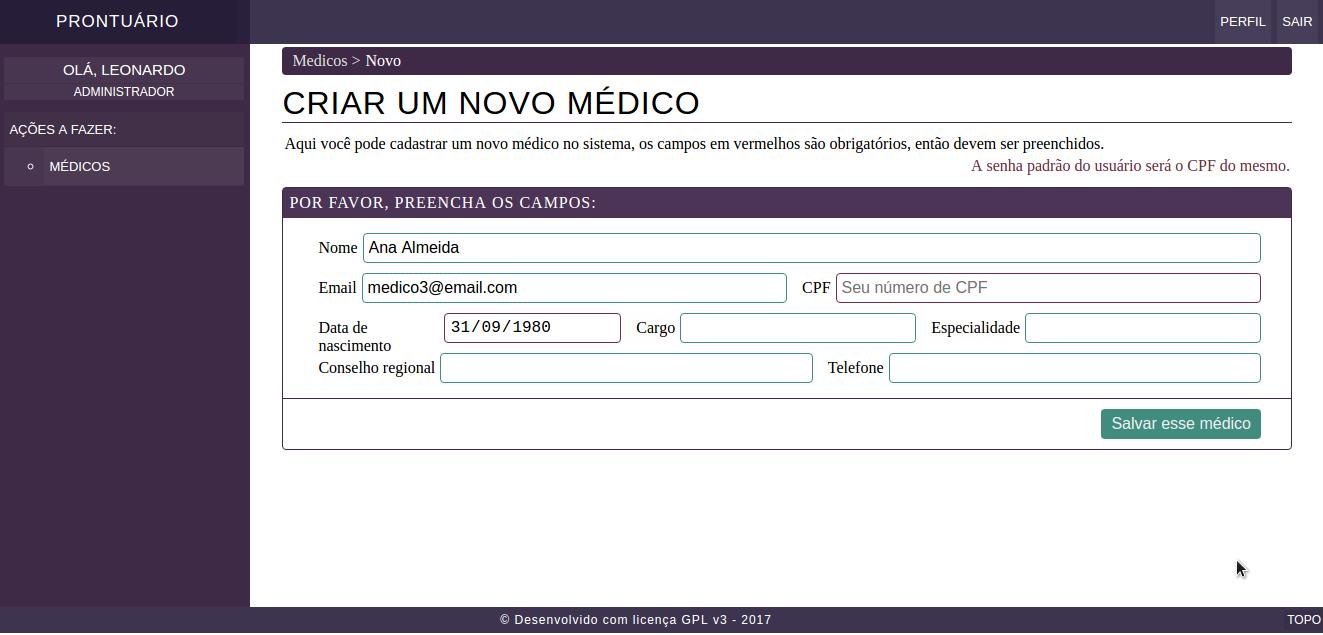 PRONTUÁRIO
PERFIL SAIR
OLÁ, LEONARDO
ADMINISTRADOR
AÇÕES A FAZER:
MÉDICOS
Medicos > Novo
CRIAR UM NOVO MÉDICO
Aqui você pode cadastrar um novo médico no sistema, os campos em vermelhos são obrigatórios, então devem ser preenchidos.
A senha padrão do usuário será o CPF do mesmo.
POR FAVOR, PREENCHA OS CAMPOS:
Nome Ana Almeida
Email medico3@email.com CPF Seu número de CPF
Data de nascimento 31/09/1980 Cargo Especialidade
Conselho regional Telefone
Salvar esse médico
© Desenvolvido com licença GPL v3 - 2017
TOPO